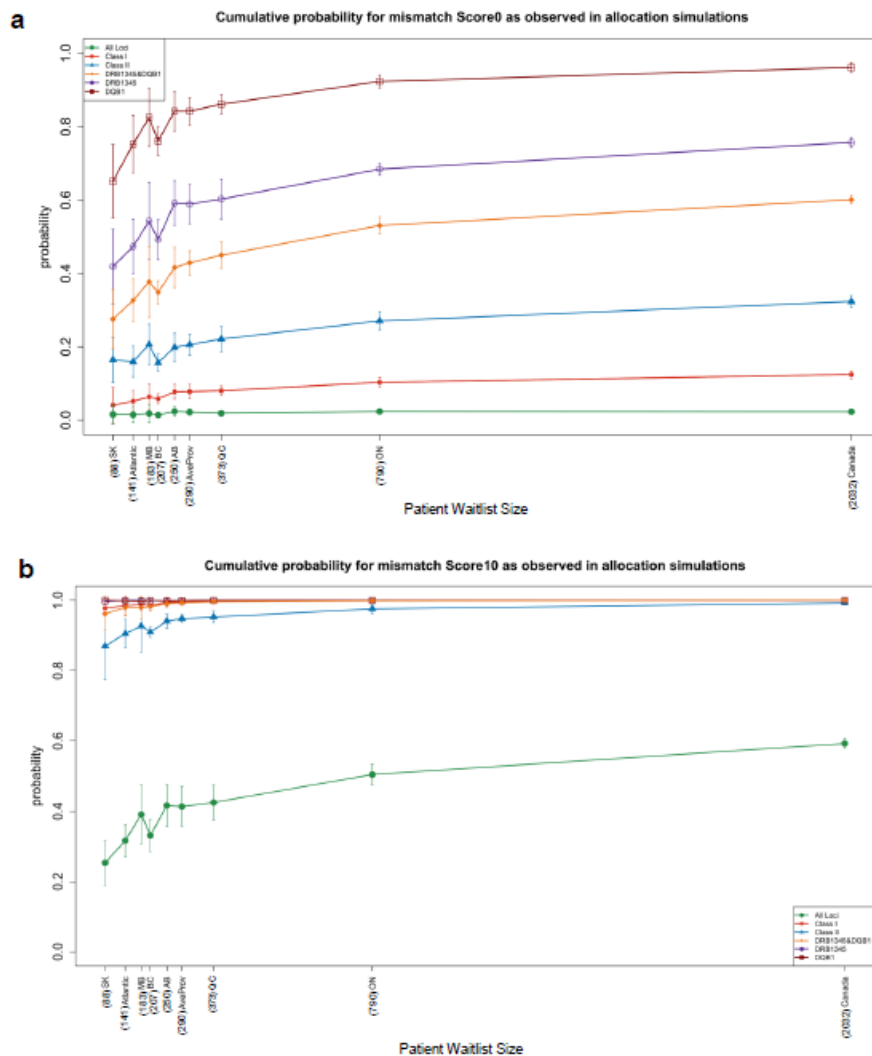 a
Cumulative probability for mismatch Score0 as observed in allocation simulations
All Loci
Class I
Class II
DRB1345&DQB1
DRB1345
DQB1
probability
0.0
0.2
0.4
0.6
0.8
1.0
(88) SK
(141) Atlantic
(183) MB
(207) BC
(250) AB
(290) AveProv
(373) QC
(790) ON
(2032) Canada
Patient Waitlist Size
b
Cumulative probability for mismatch Score10 as observed in allocation simulations
probability
0.0
0.2
0.4
0.6
0.8
1.0
All Loci
Class I
Class II
DRB1345&DQB1
DRB1345
DQB1
(88) SK
(141) Atlantic
(183) MB
(207) BC
(250) AB
(290) AveProv
(373) QC
(790) ON
(2032) Canada
Patient Waitlist Size